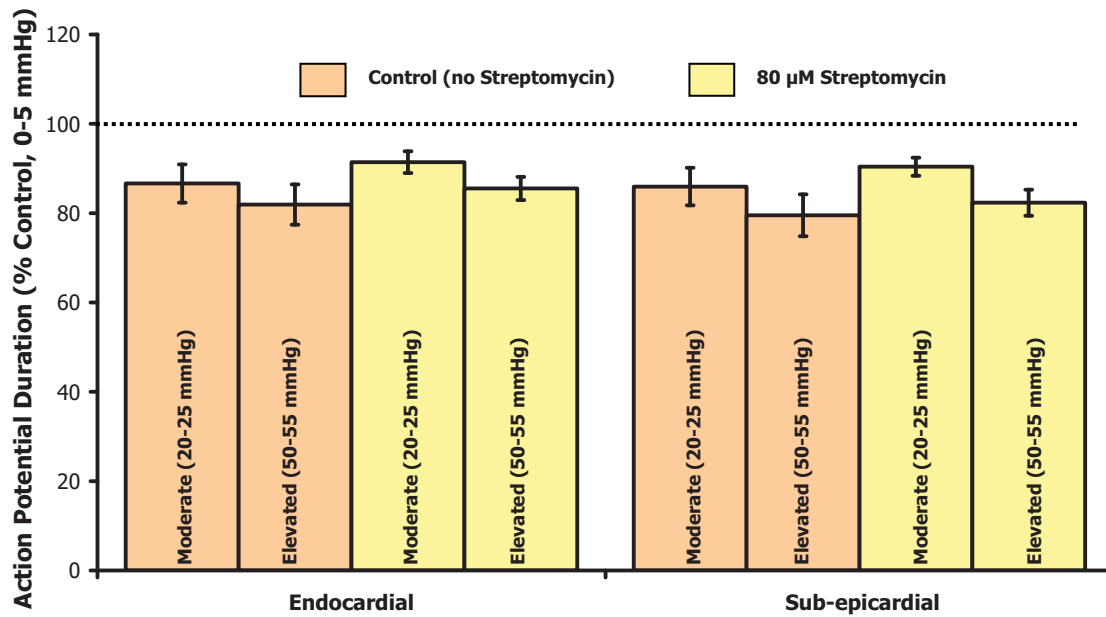 Action Potential Duration (% Control, 0-5 mmHg)
120
100
80
60
40
20
0
Control (no Streptomycin)
80 µM Streptomycin
Moderate (20-25 mmHg)
Elevated (50-55 mmHg)
Moderate (20-25 mmHg)
Elevated (50-55 mmHg)
Moderate (20-25 mmHg)
Elevated (50-55 mmHg)
Moderate (20-25 mmHg)
Elevated (50-55 mmHg)
Endocardial
Sub-epicardial